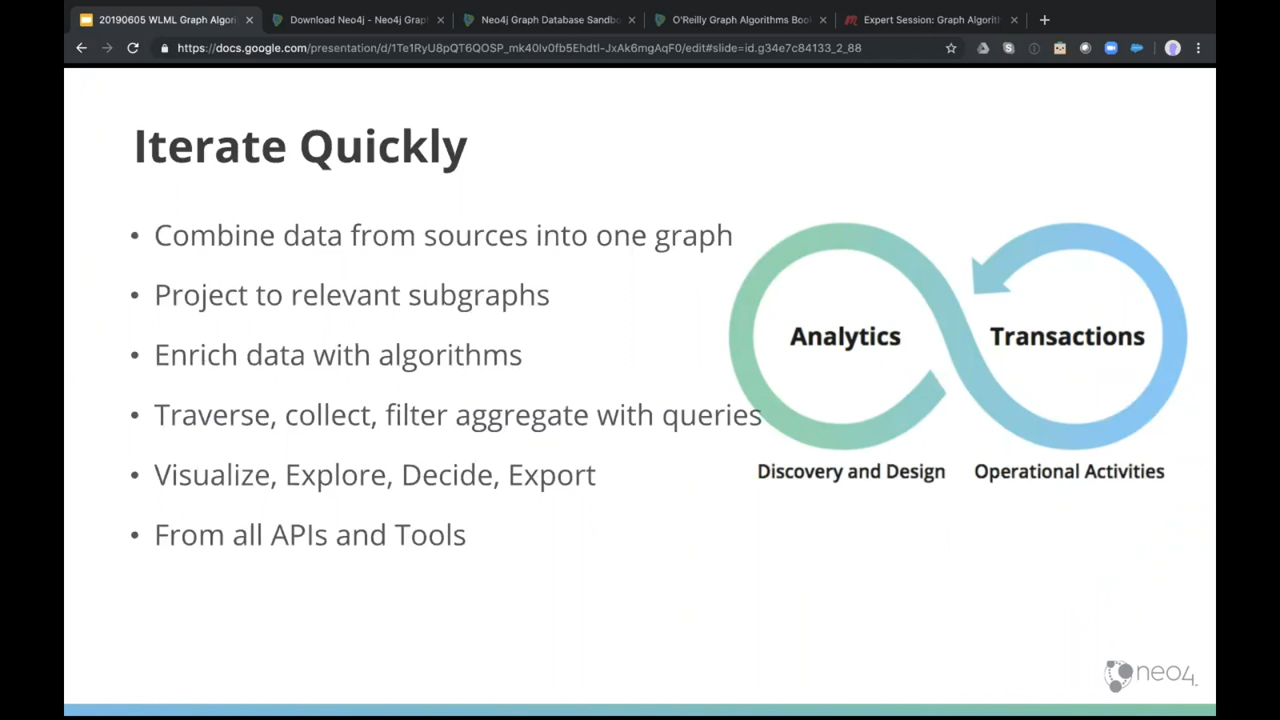 20190605 WLML Graph Algori
Download Neo4j - Neo4j Grap
Neo4j Graph Database Sandbo
O'Reilly Graph Algorithms Boo
Expert Session: Graph Algorith
https://docs.google.com/presentation/d/1Te1RyU8pQT6QOSP_mk40lv0fb5Ehdtl-JxAk6mgAqF0/edit#slide=id.g34e7c84133_2_88
Iterate Quickly
• Combine data from sources into one graph
• Project to relevant subgraphs
• Enrich data with algorithms
• Traverse, collect, filter aggregate with queries
• Visualize, Explore, Decide, Export
• From all APIs and Tools
Analytics
Transactions
Discovery and Design
Operational Activities
neo4j